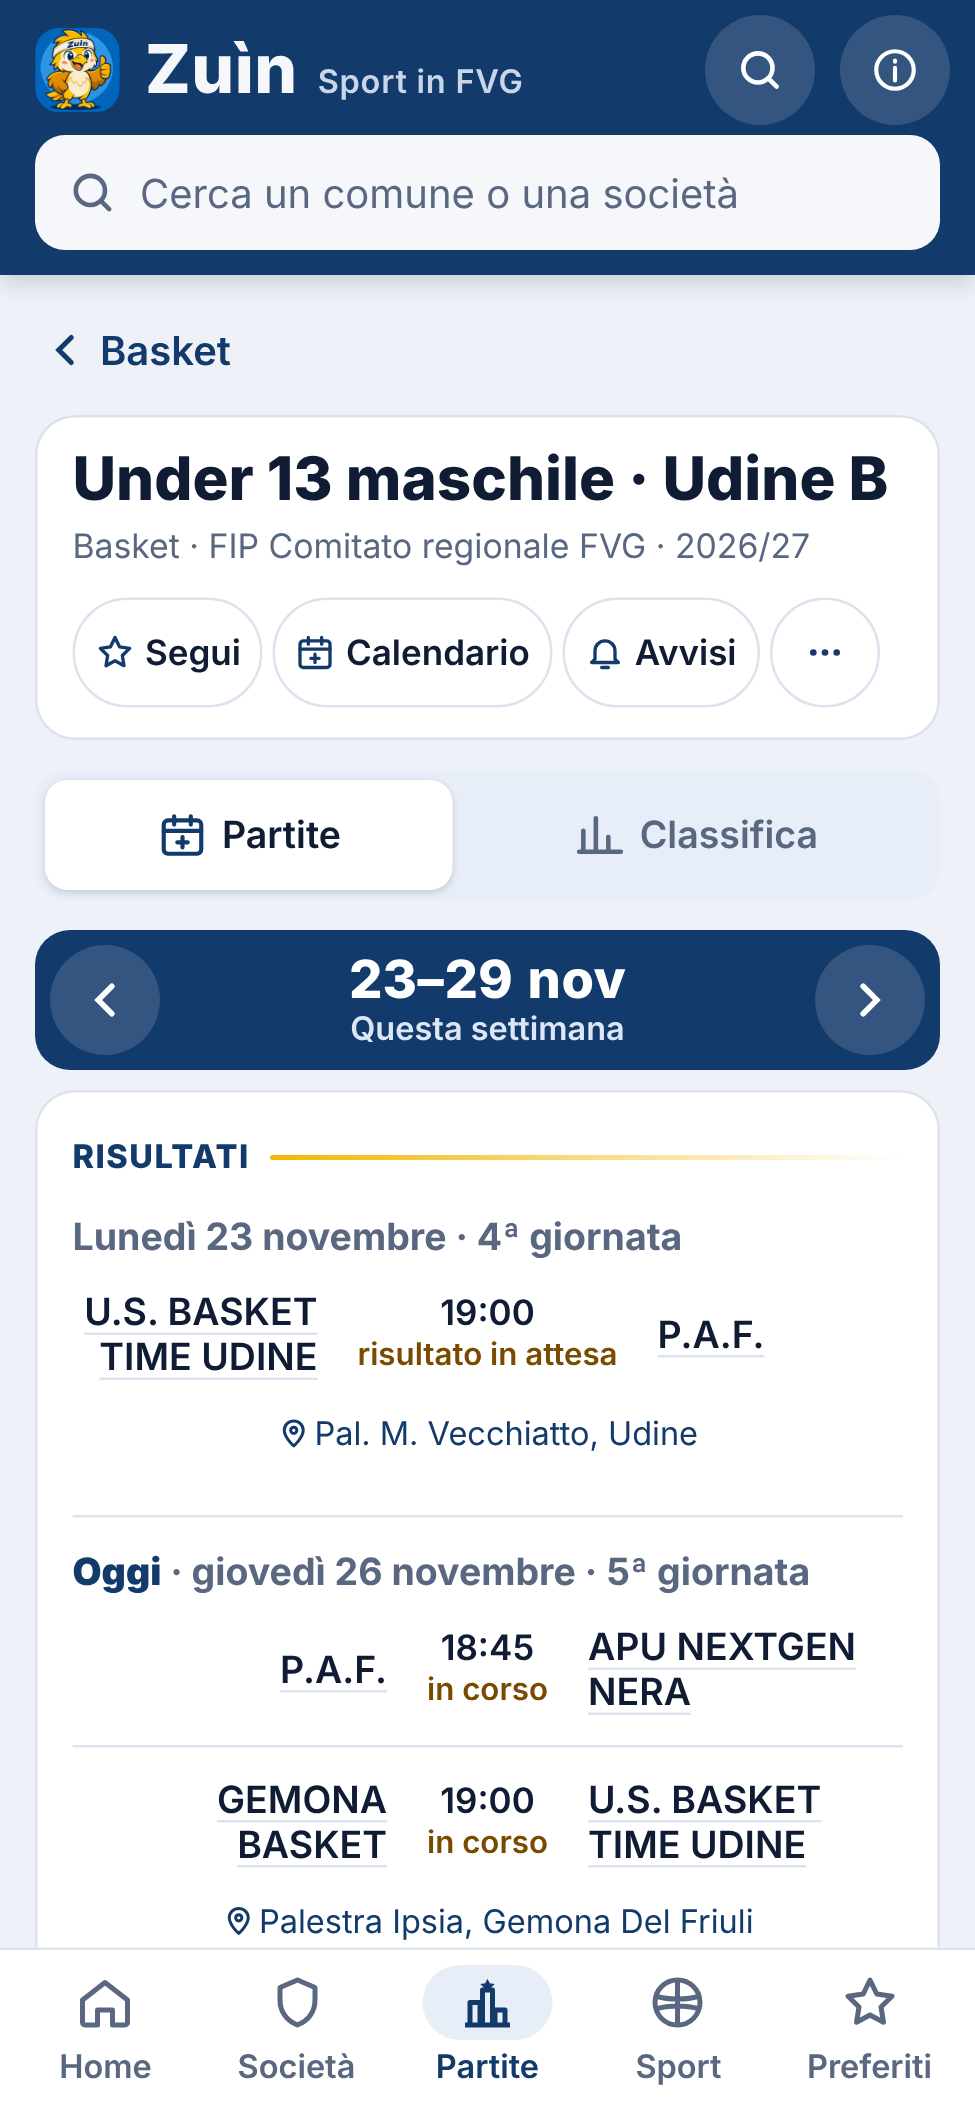 Zuin
Zuìn Sport in FVG
Cerca un comune o una società
Basket
Under 13 maschile · Udine B
Basket · FIP Comitato regionale FVG · 2026/27
Segui
Calendario
Avvisi
Partite
Classifica
23–29 nov
Questa settimana
RISULTATI
Lunedì 23 novembre · 4ª giornata
U.S. BASKET TIME UDINE
19:00
risultato in attesa
P.A.F.
Pal. M. Vecchiatto, Udine
Oggi · giovedì 26 novembre · 5ª giornata
P.A.F.
18:45
in corso
APU NEXTGEN
NERA
GEMONA
BASKET
19:00
in corso
U.S. BASKET
TIME UDINE
Palestra Ipsia, Gemona Del Friuli
Home
Società
Partite
Sport
Preferiti